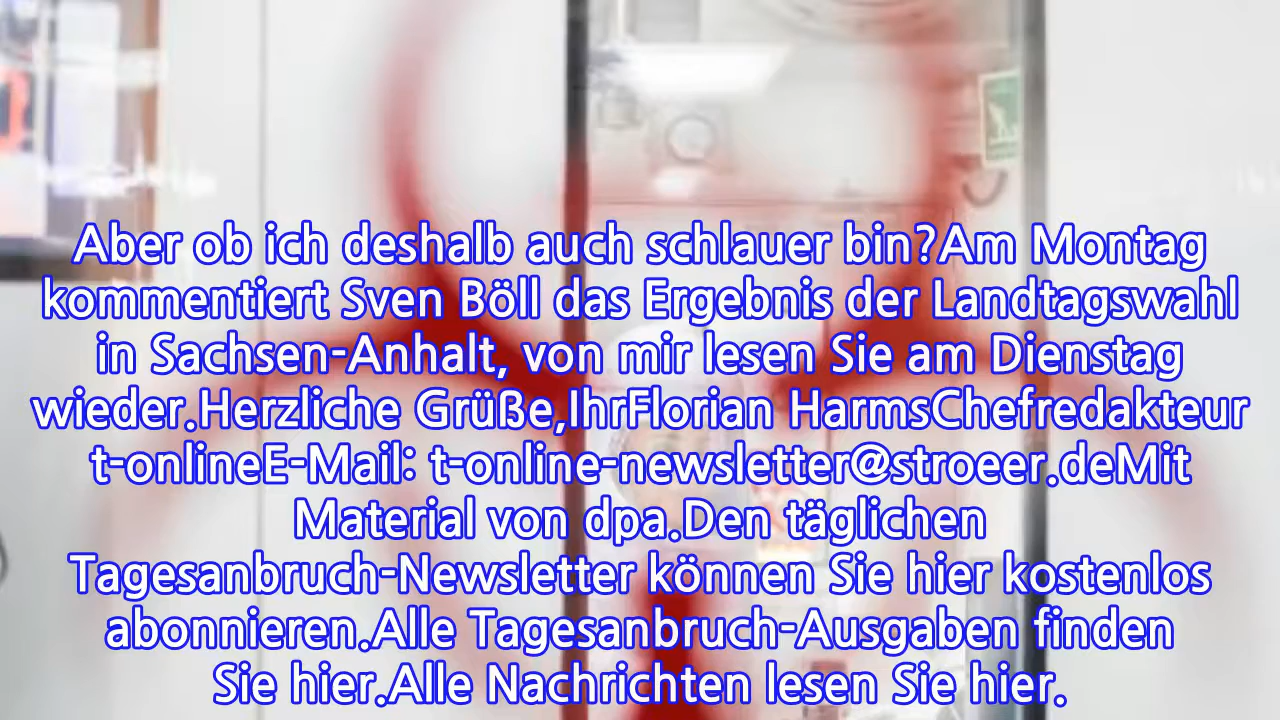 Aber ob ich deshalb auch schlauer bin?Am Montag
kommentiert Sven Böll das Ergebnis der Landtagswahl
in Sachsen-Anhalt, von mir lesen Sie am Dienstag
wieder.Herzliche Grüße,IhrFlorian HarmsChefredakteur
t-onlineE-Mail: t-online-newsletter@stroeer.deMit
Material von dpa.Den täglichen
Tagesanbruch-Newsletter können Sie hier kostenlos
abonnieren.Alle Tagesanbruch-Ausgaben finden
Sie hier.Alle Nachrichten lesen Sie hier.